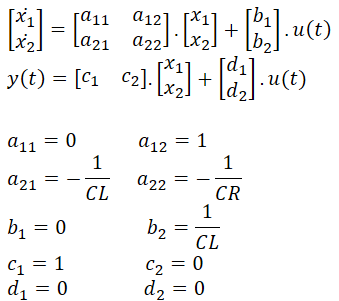 [ẋ₁ ẋ₂] = [a₁₁ a₁₂ a₂₁ a₂₂] . [x₁ x₂] + [b₁ b₂] . u(t)
y(t) = [c₁ c₂] . [x₁ x₂] + [d₁ d₂] . u(t)
a₁₁ = 0 a₁₂ = 1
a₂₁ = −1/CL a₂₂ = −1/CR
b₁ = 0 b₂ = 1/CL
c₁ = 1 c₂ = 0
d₁ = 0 d₂ = 0